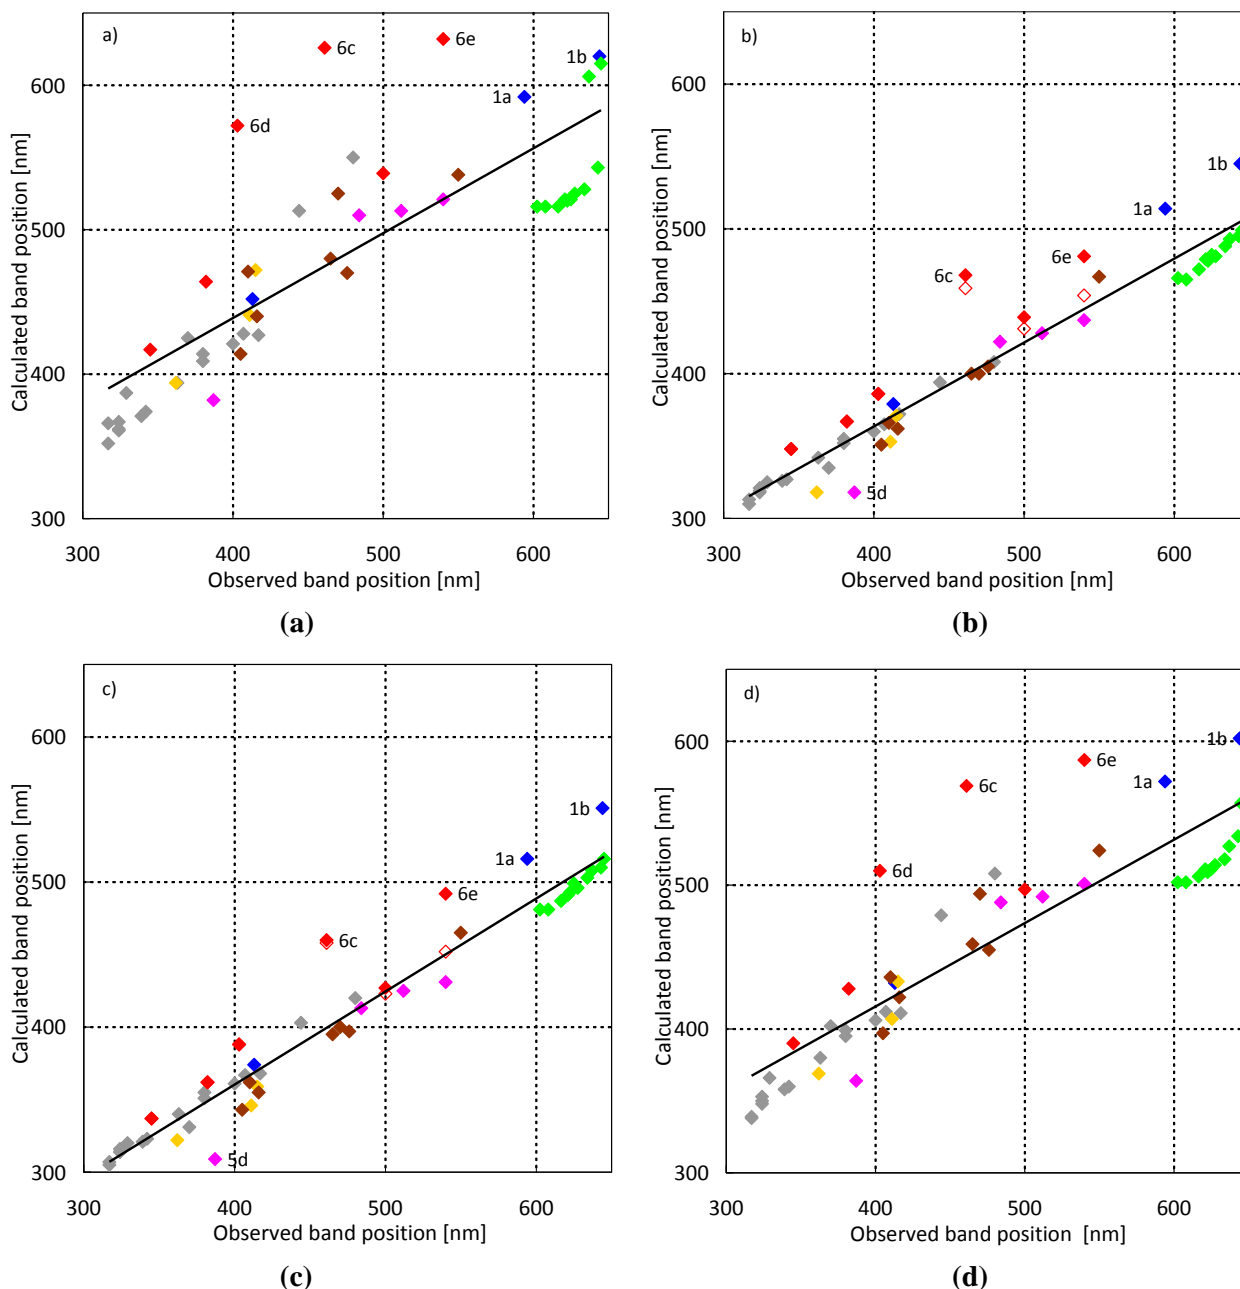 a)
6c
6e
1b
1a
6d
600
500
400
300
300
400
500
600
Calculated band position [nm]
Observed band position [nm]
(a)
b)
1b
1a
6c
6e
5d
600
500
400
300
300
400
500
600
Calculated band position [nm]
Observed band position [nm]
(b)
c)
1b
1a
6e
6c
5d
600
500
400
300
300
400
500
600
Calculated band position [nm]
Observed band position [nm]
(c)
d)
1b
6e
1a
6c
6d
600
500
400
300
300
400
500
600
Calculated band position [nm]
Observed band position [nm]
(d)